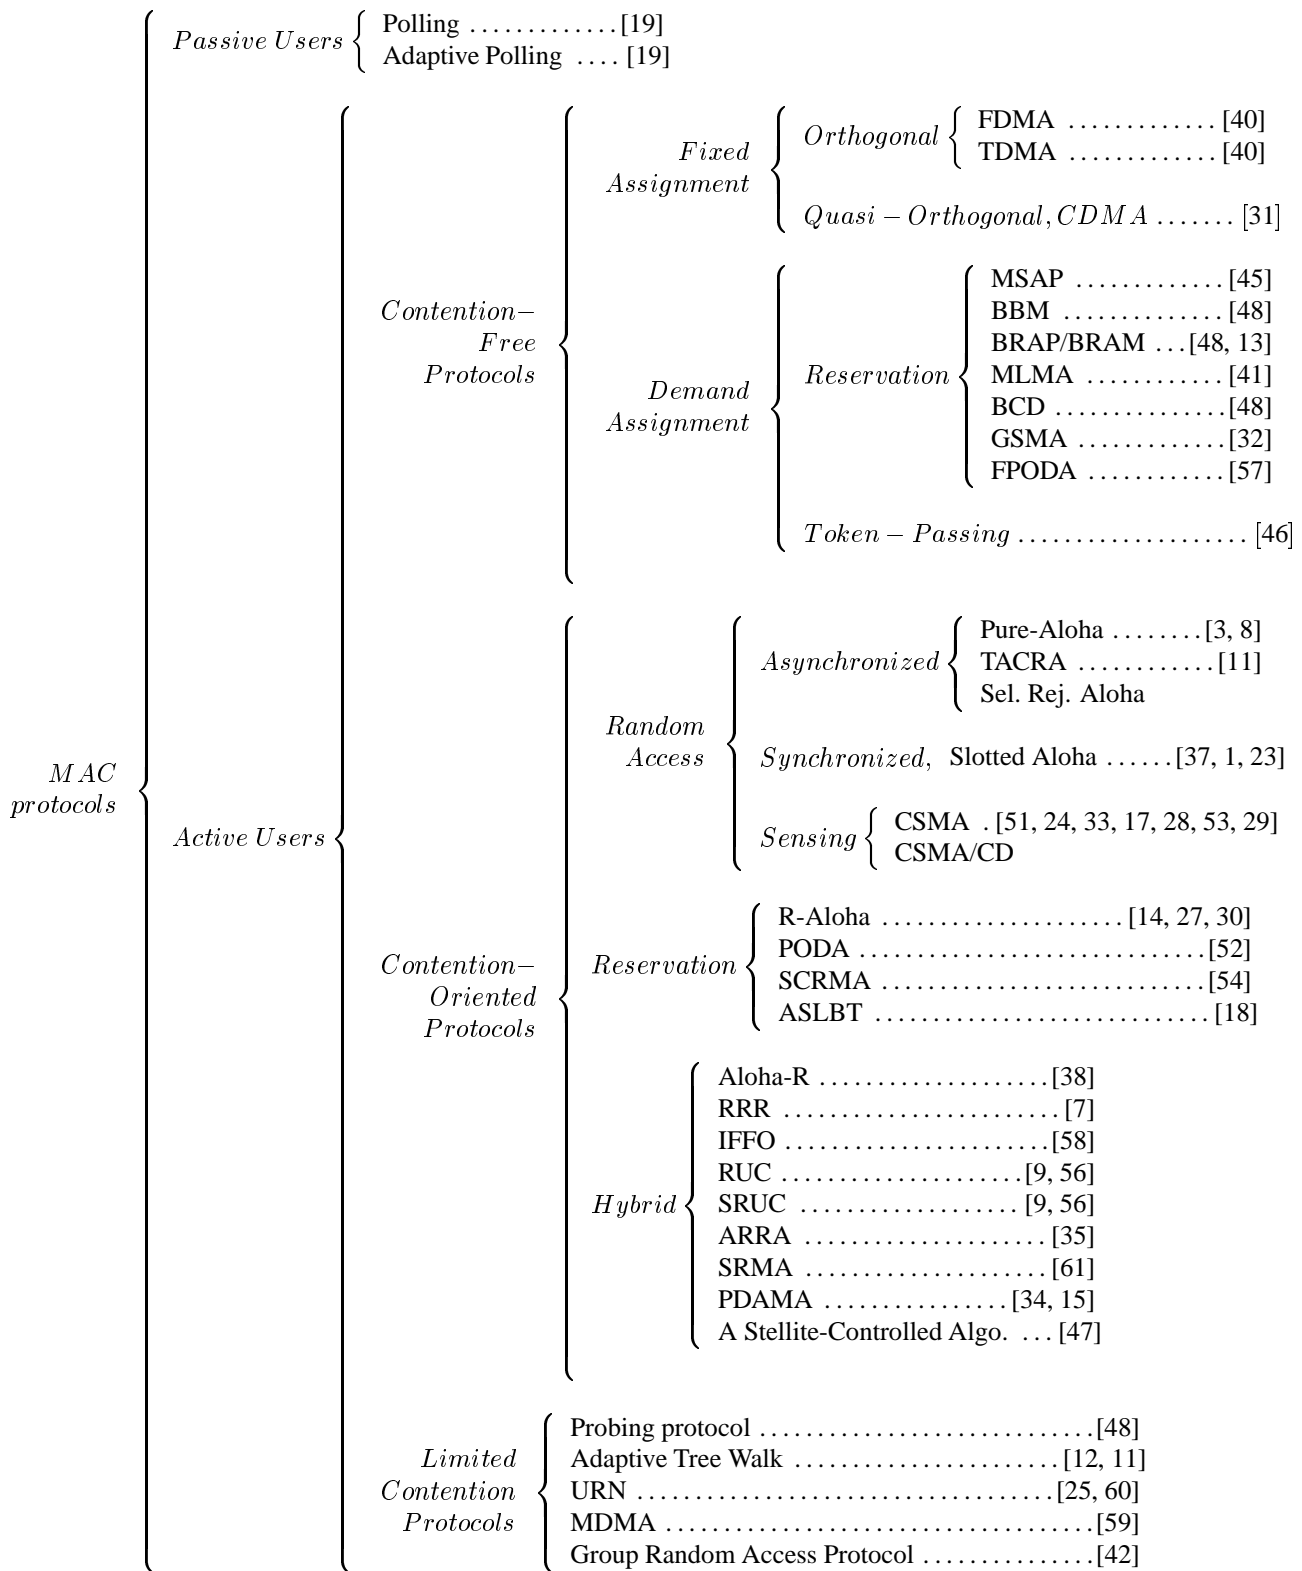 Passive Users
Polling .............[19]
Adaptive Polling .... [19]
Fixed
Assignment
Orthogonal
FDMA ............. [40]
TDMA ............. [40]
Quasi – Orthogonal, CDMA ....... [31]
Contention–
Free
Protocols
Demand
Assignment
Reservation
MSAP ............. [45]
BBM .............. [48]
BRAP/BRAM ...[48, 13]
MLMA ............ [41]
BCD ...............[48]
GSMA .............[32]
FPODA ............[57]
Token – Passing .................... [46]
MAC
protocols
Active Users
Random
Access
Asynchronized
Pure-Aloha ........[3, 8]
TACRA ............[11]
Sel. Rej. Aloha
Synchronized, Slotted Aloha ......[37, 1, 23]
Sensing
CSMA . [51, 24, 33, 17, 28, 53, 29]
CSMA/CD
Contention–
Oriented
Protocols
Reservation
R-Aloha .....................[14, 27, 30]
PODA ..............................[52]
SCRMA ............................[54]
ASLBT ............................. [18]
Hybrid
Aloha-R ....................[38]
RRR ........................ [7]
IFFO .......................[58]
RUC .....................[9, 56]
SRUC ................... [9, 56]
ARRA ..................... [35]
SRMA .....................[61]
PDAMA ................[34, 15]
A Stellite-Controlled Algo. ... [47]
Limited
Contention
Protocols
Probing protocol .............................[48]
Adaptive Tree Walk .......................[12, 11]
URN ....................................[25, 60]
MDMA .....................................[59]
Group Random Access Protocol ...............[42]